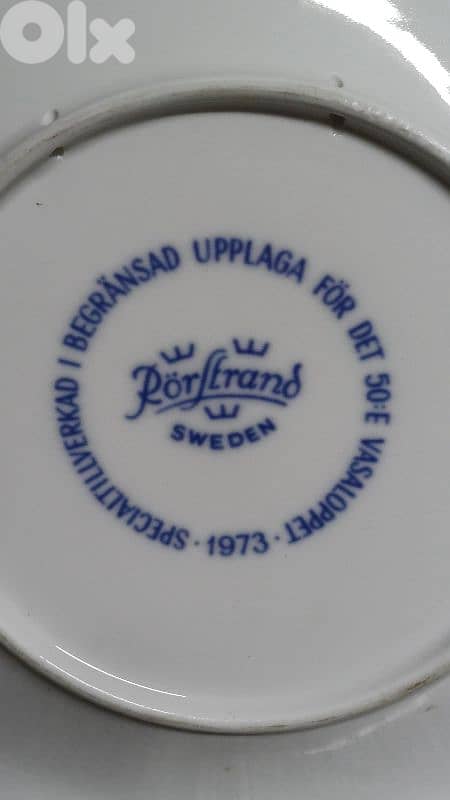 Olx
SPECIALTILLVERKAD I BEGRÄNSAD UPPLAGA FÖR DET 50:E VASALOPPET · 1973 ·
Rörstrand
SWEDEN